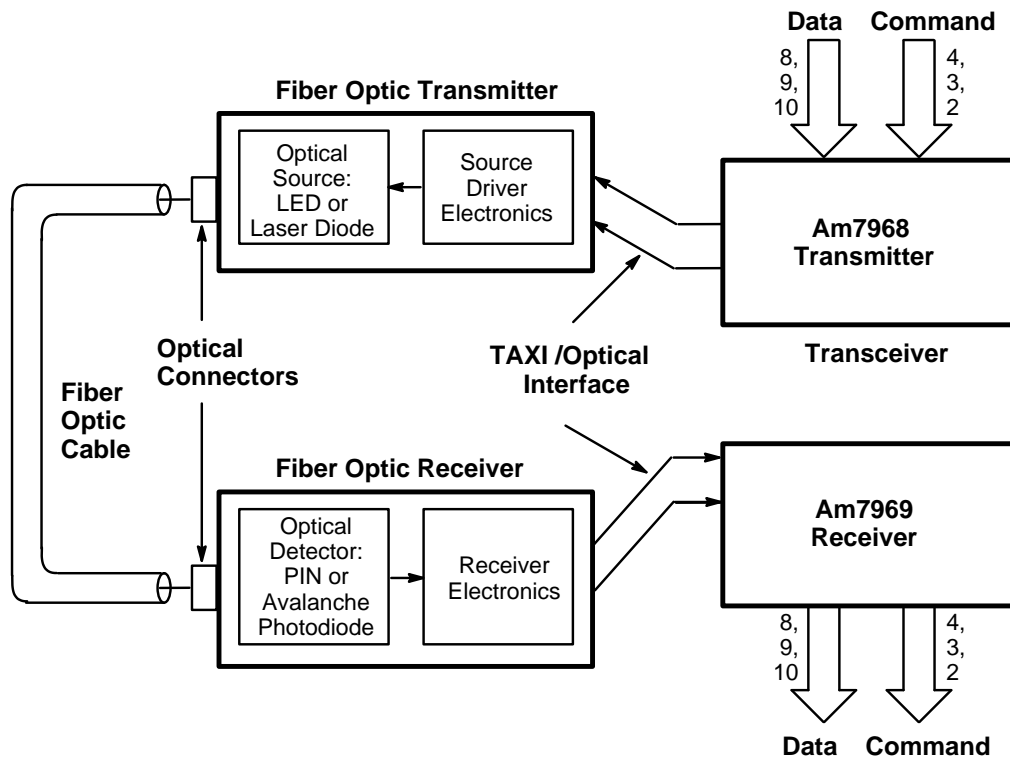 Data
Command
8,
9,
10
4,
3,
2
Fiber Optic Transmitter
Optical
Source:
LED or
Laser Diode
Source
Driver
Electronics
Am7968
Transmitter
Transceiver
Optical
Connectors
TAXI /Optical
Interface
Fiber
Optic
Cable
Fiber Optic Receiver
Optical
Detector:
PIN or
Avalanche
Photodiode
Receiver
Electronics
Am7969
Receiver
8,
9,
10
4,
3,
2
Data
Command